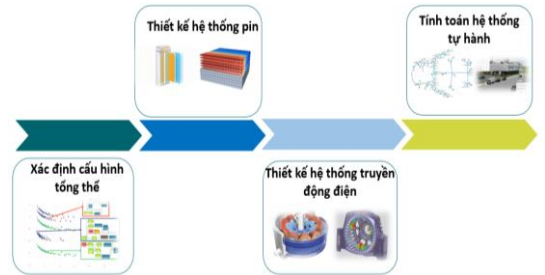 Xác định cấu hình
tổng thể
Thiết kế hệ thống pin
Thiết kế hệ thống truyền
động điện
Tính toán hệ thống
tự hành